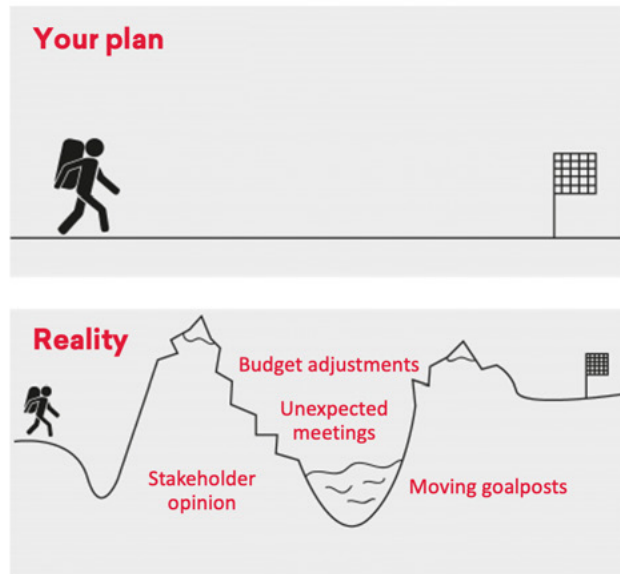 Your plan
Reality
Budget adjustments
Unexpected
meetings
Stakeholder
opinion
Moving goalposts